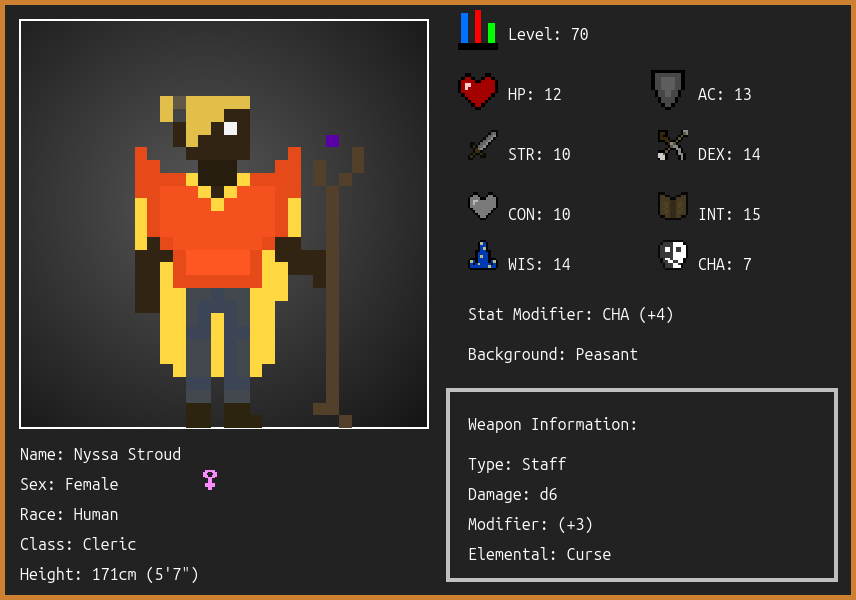 Level: 70
HP: 12
AC: 13
STR: 10
DEX: 14
CON: 10
INT: 15
WIS: 14
CHA: 7
Stat Modifier: CHA (+4)
Background: Peasant
Weapon Information:
Type: Staff
Damage: d6
Modifier: (+3)
Elemental: Curse
Name: Nyssa Stroud
Sex: Female
Race: Human
Class: Cleric
Height: 171cm (5'7")